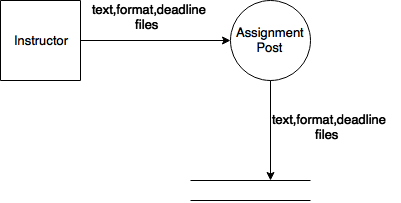 text,format,deadline
files
Instructor
Assignment
Post
text,format,deadline
files